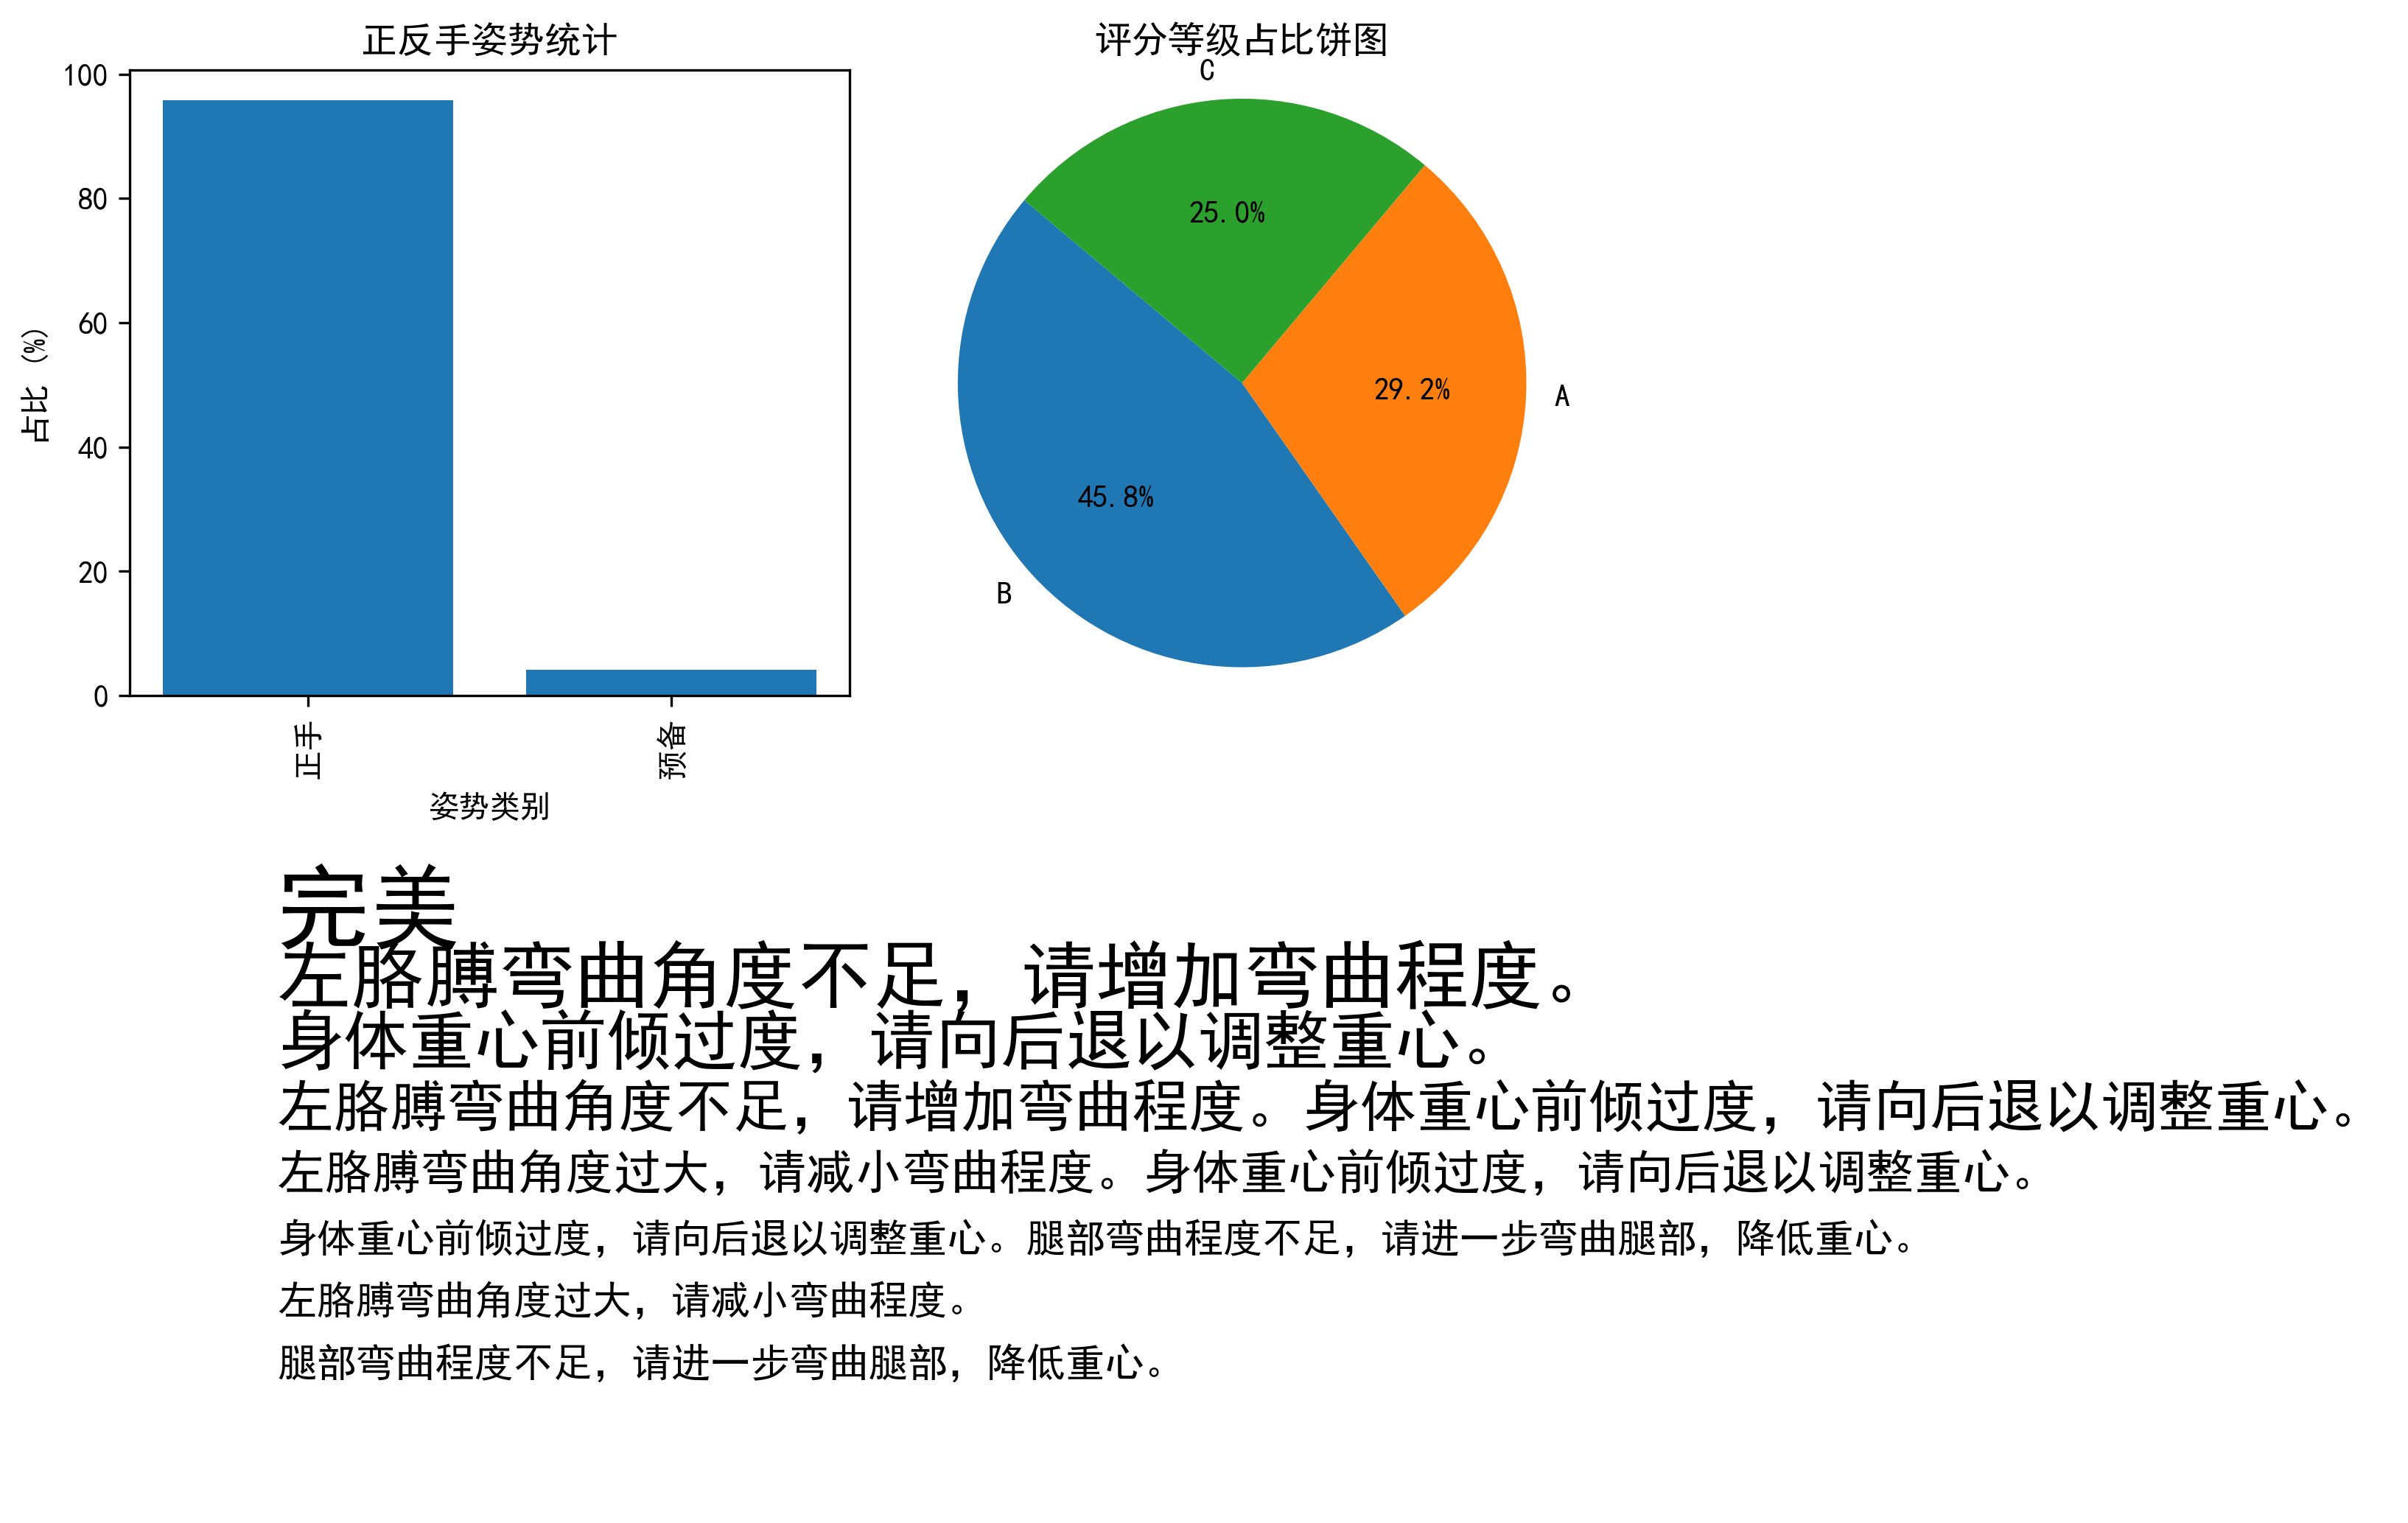 正反手姿势统计
100
80
60
40
20
0
占比 (%)
正手
预备
姿势类别
评分等级占比饼图
C
25.0%
29.2%
A
45.8%
B
完美
左胳膊弯曲角度不足，请增加弯曲程度。
身体重心前倾过度，请向后退以调整重心。
左胳膊弯曲角度不足，请增加弯曲程度。身体重心前倾过度，请向后退以调整重心。
左胳膊弯曲角度过大，请减小弯曲程度。身体重心前倾过度，请向后退以调整重心。
身体重心前倾过度，请向后退以调整重心。腿部弯曲程度不足，请进一步弯曲腿部，降低重心。
左胳膊弯曲角度过大，请减小弯曲程度。
腿部弯曲程度不足，请进一步弯曲腿部，降低重心。